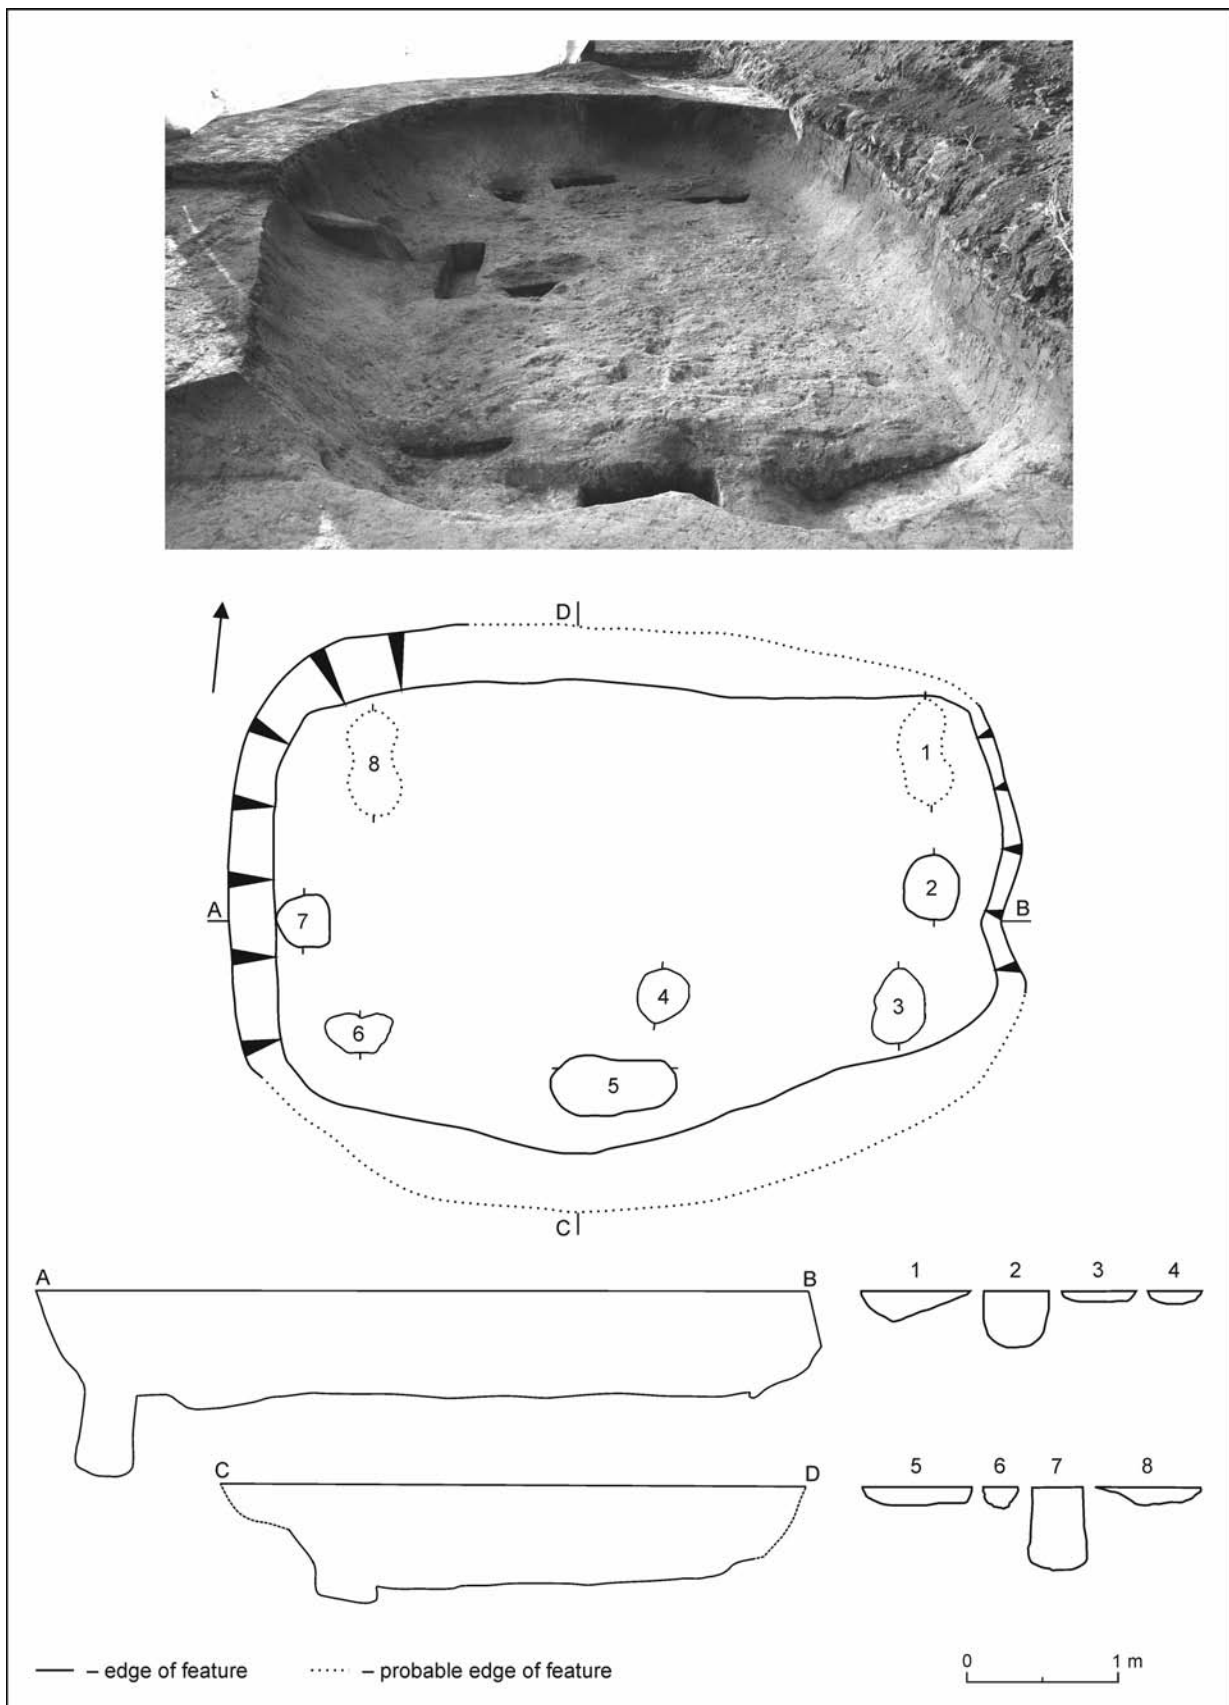 D
8
1
2
A
B
7
4
3
6
5
C
A B 1 2 3 4
C D 5 6 7 8
– edge of feature – probable edge of feature 0 1 m